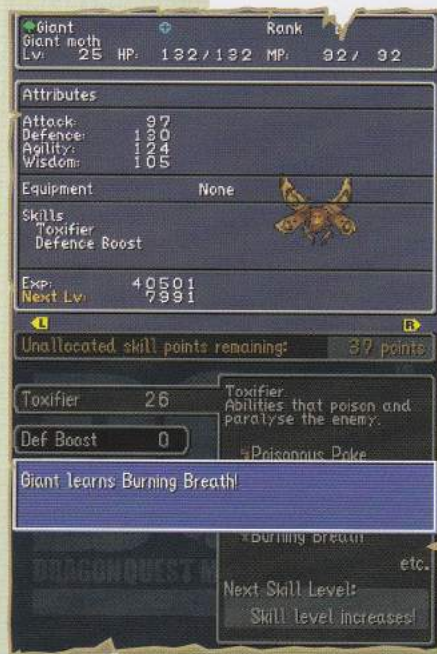 Giant Rank
Giant moth
Lv: 25 HP: 132/132 MP: 92/ 92
Attributes
Attack: 97
Defence: 130
Agility: 124
Wisdom: 105
Equipment None
Skills
Toxifier
Defence Boost
Exp: 40501
Next Lv: 7991
L R
Unallocated skill points remaining: 37 points
Toxifier 26
Def Boost 0
Toxifier
Abilities that poison and
paralyse the enemy.
Poisonous Poke
Giant learns Burning Breath!
Burning Breath
etc.
DRAGON QUEST M
Next Skill Level:
Skill level increases!